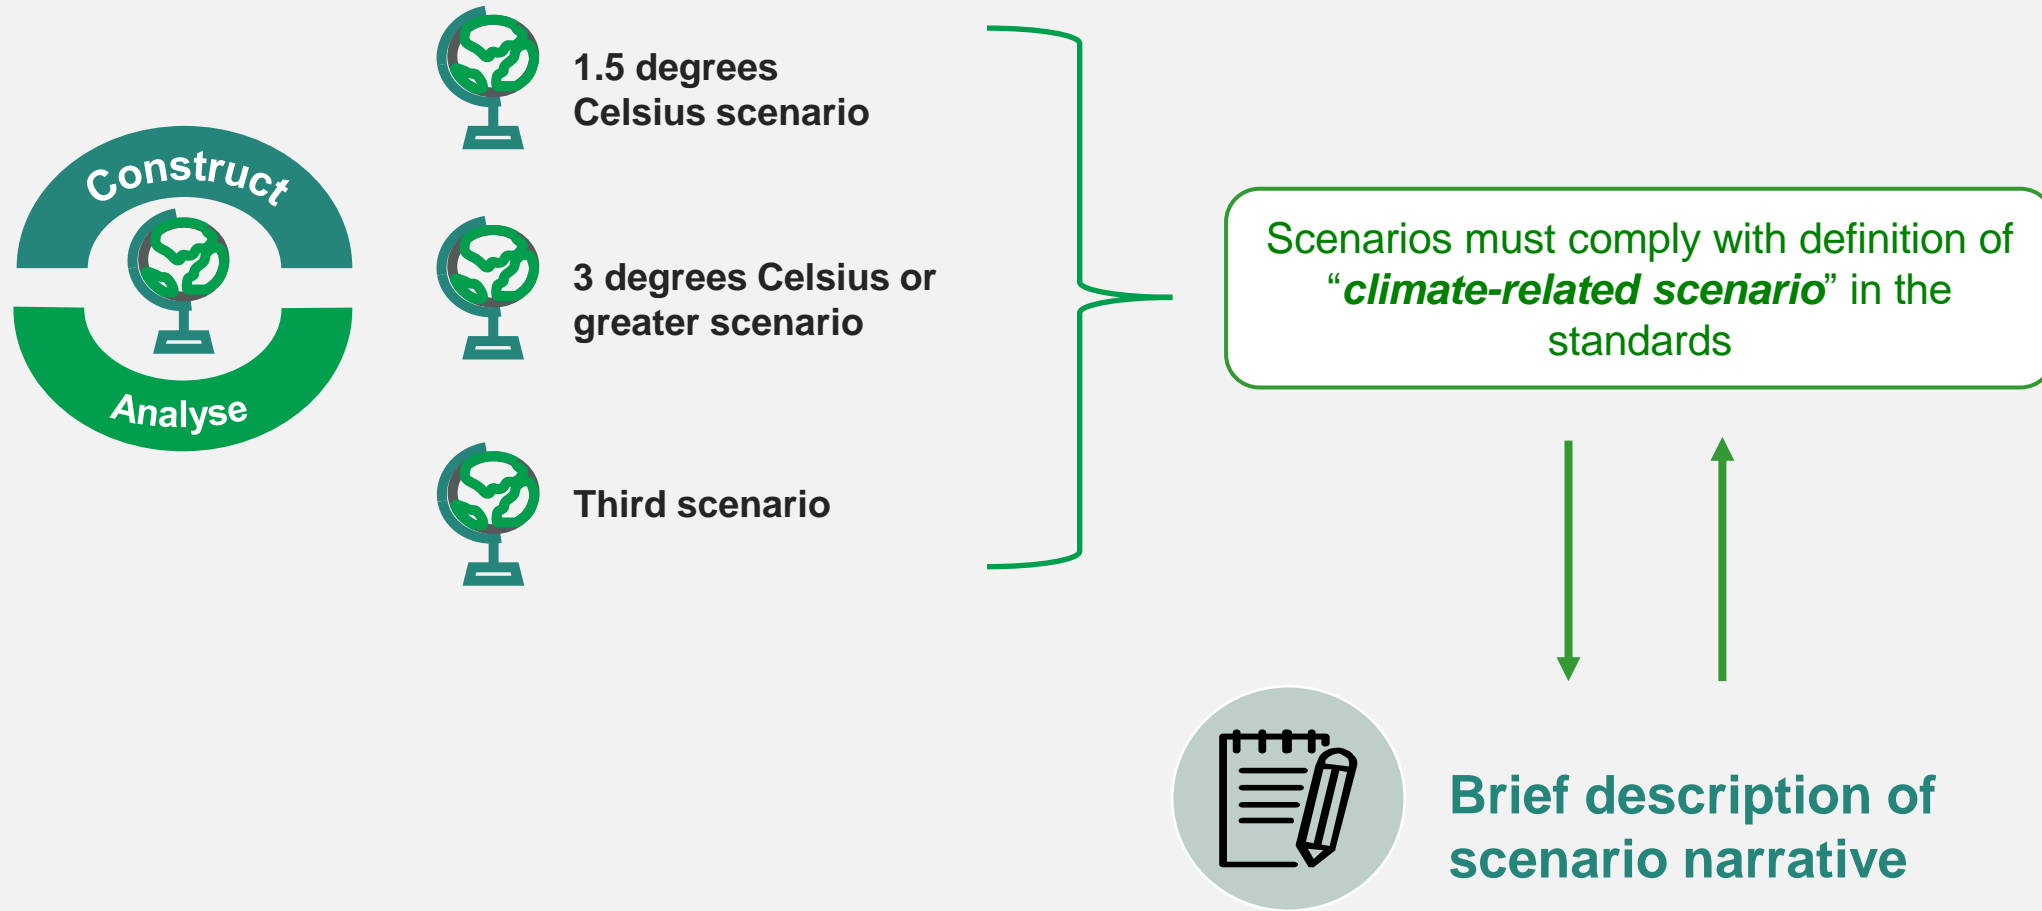 Construct
Analyse
1.5 degrees
Celsius scenario
3 degrees Celsius or
greater scenario
Third scenario
Scenarios must comply with definition of
“climate-related scenario” in the
standards
Brief description of
scenario narrative